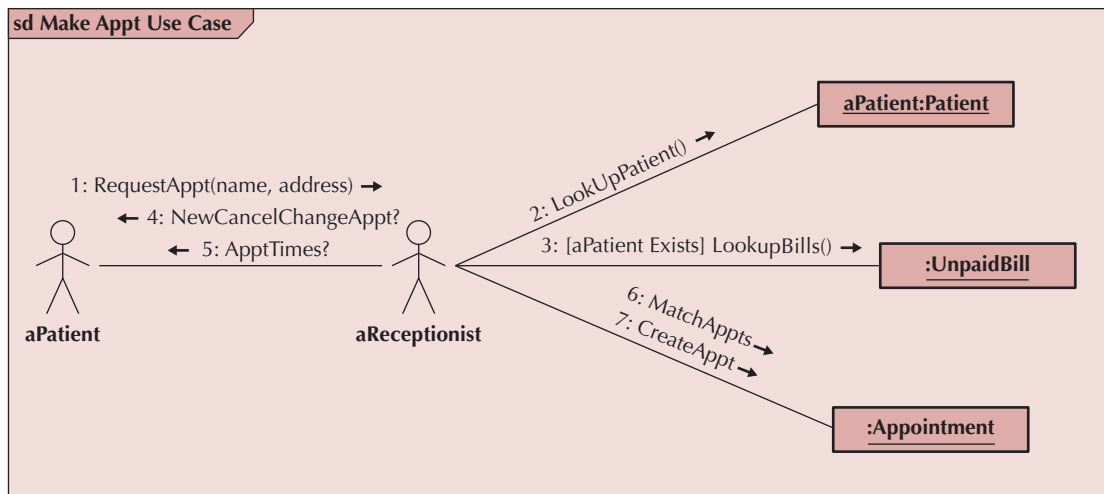 sd Make Appt Use Case
aPatient:Patient
2: LookUpPatient()
1: RequestAppt(name, address)
4: NewCancelChangeAppt?
5: ApptTimes?
3: [aPatient Exists] LookupBills()
:UnpaidBill
aPatient
aReceptionist
6: MatchAppts
7: CreateAppt
:Appointment